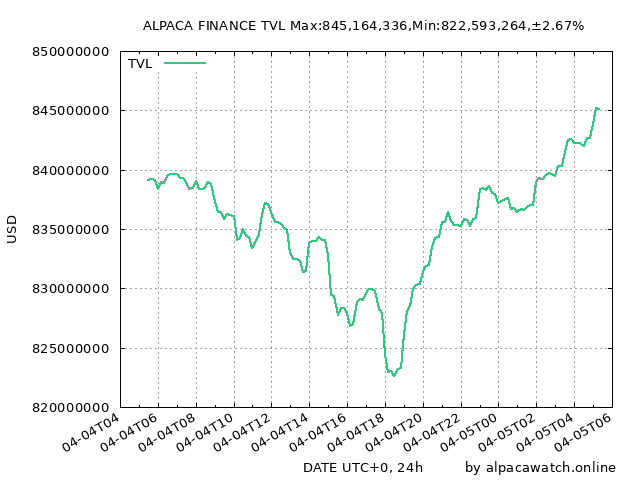 ALPACA FINANCE TVL Max:845,164,336,Min:822,593,264,±2.67%
850000000
TVL
845000000
840000000
835000000
USD
830000000
825000000
820000000
04-04T04
04-04T06
04-04T08
04-04T10
04-04T12
04-04T14
04-04T16
04-04T18
04-04T20
04-04T22
04-05T00
04-05T02
04-05T04
04-05T06
DATE UTC+0, 24h
by alpacawatch.online